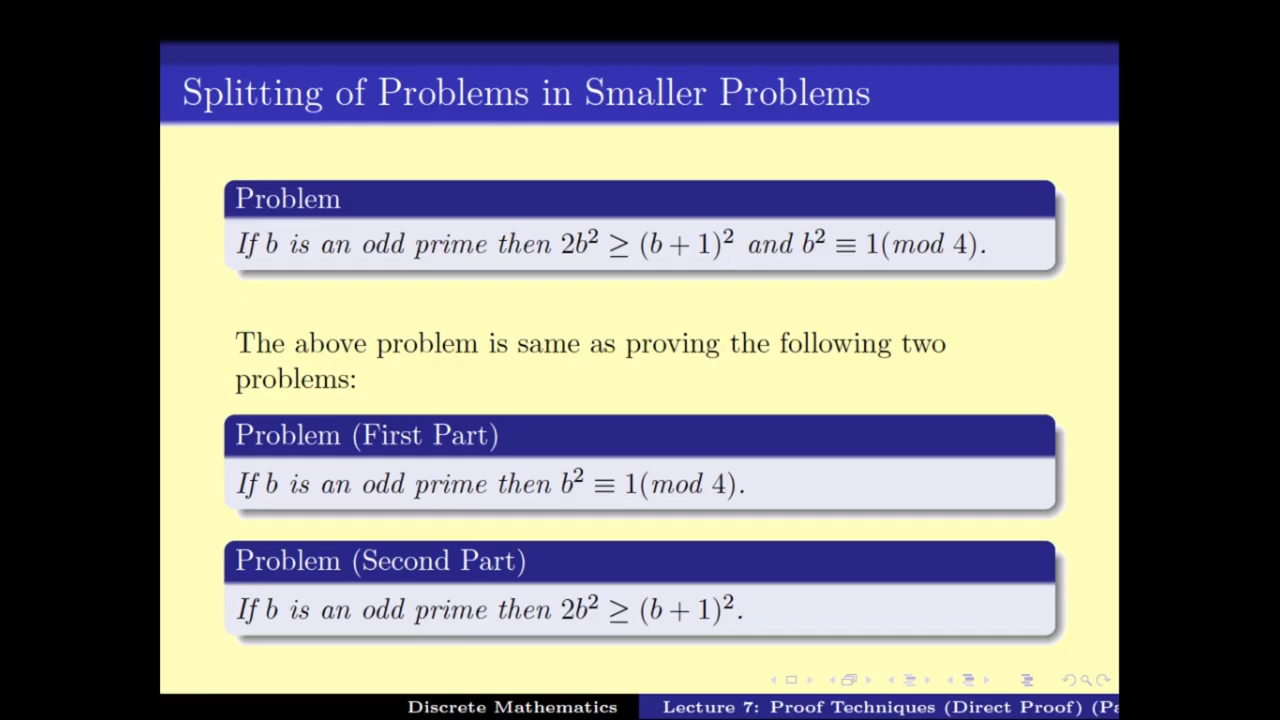 Splitting of Problems in Smaller Problems
Problem
If b is an odd prime then 2b² ≥ (b + 1)² and b² ≡ 1(mod 4).
The above problem is same as proving the following two
problems:
Problem (First Part)
If b is an odd prime then b² ≡ 1(mod 4).
Problem (Second Part)
If b is an odd prime then 2b² ≥ (b + 1)².
Discrete Mathematics
Lecture 7: Proof Techniques (Direct Proof) (Pa